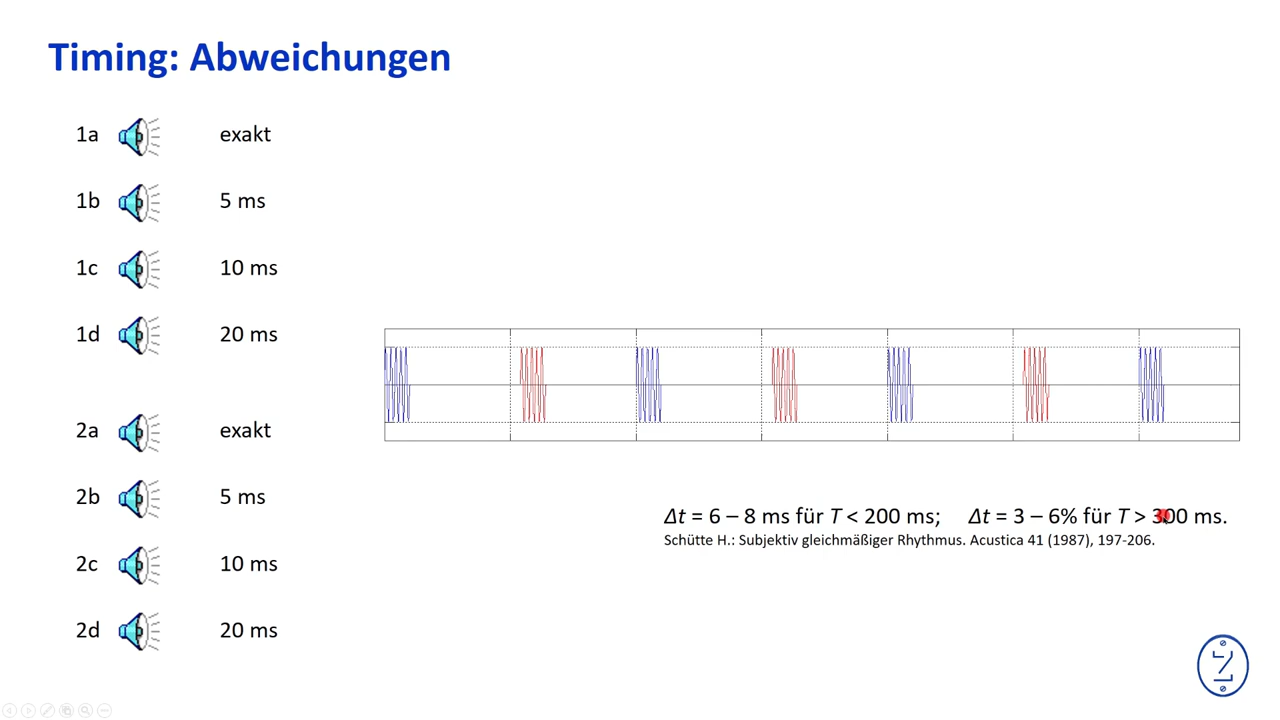 Timing: Abweichungen
1a exakt
1b 5 ms
1c 10 ms
1d 20 ms
2a exakt
2b 5 ms
2c 10 ms
2d 20 ms
Δt = 6 – 8 ms für T < 200 ms; Δt = 3 – 6% für T > 300 ms.
Schütte H.: Subjektiv gleichmäßiger Rhythmus. Acustica 41 (1987), 197-206.